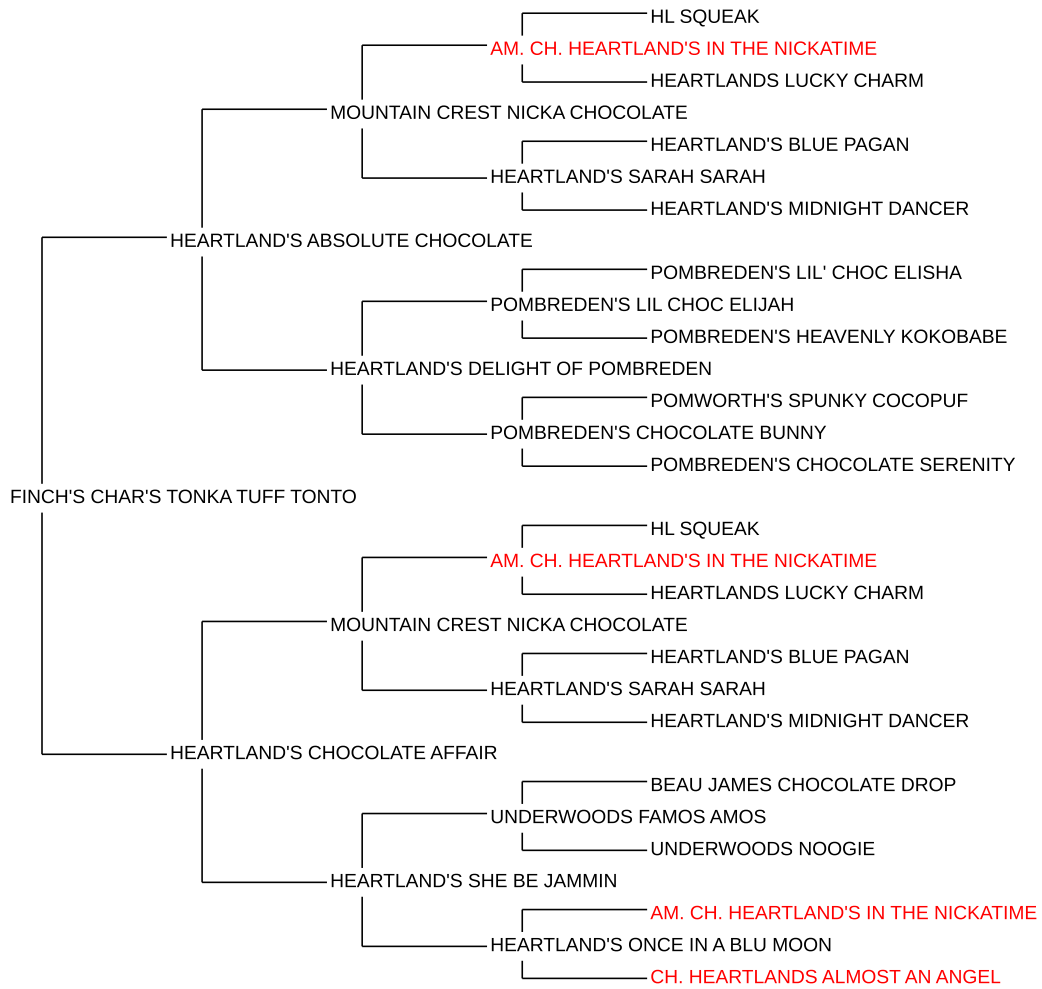 HL SQUEAK
AM. CH. HEARTLAND'S IN THE NICKATIME
HEARTLANDS LUCKY CHARM
MOUNTAIN CREST NICKA CHOCOLATE
HEARTLAND'S BLUE PAGAN
HEARTLAND'S SARAH SARAH
HEARTLAND'S MIDNIGHT DANCER
HEARTLAND'S ABSOLUTE CHOCOLATE
POMBREDEN'S LIL' CHOC ELISHA
POMBREDEN'S LIL CHOC ELIJAH
POMBREDEN'S HEAVENLY KOKOBABE
HEARTLAND'S DELIGHT OF POMBREDEN
POMWORTH'S SPUNKY COCOPUF
POMBREDEN'S CHOCOLATE BUNNY
POMBREDEN'S CHOCOLATE SERENITY
FINCH'S CHAR'S TONKA TUFF TONTO
HL SQUEAK
AM. CH. HEARTLAND'S IN THE NICKATIME
HEARTLANDS LUCKY CHARM
MOUNTAIN CREST NICKA CHOCOLATE
HEARTLAND'S BLUE PAGAN
HEARTLAND'S SARAH SARAH
HEARTLAND'S MIDNIGHT DANCER
HEARTLAND'S CHOCOLATE AFFAIR
BEAU JAMES CHOCOLATE DROP
UNDERWOODS FAMOS AMOS
UNDERWOODS NOOGIE
HEARTLAND'S SHE BE JAMMIN
AM. CH. HEARTLAND'S IN THE NICKATIME
HEARTLAND'S ONCE IN A BLU MOON
CH. HEARTLANDS ALMOST AN ANGEL